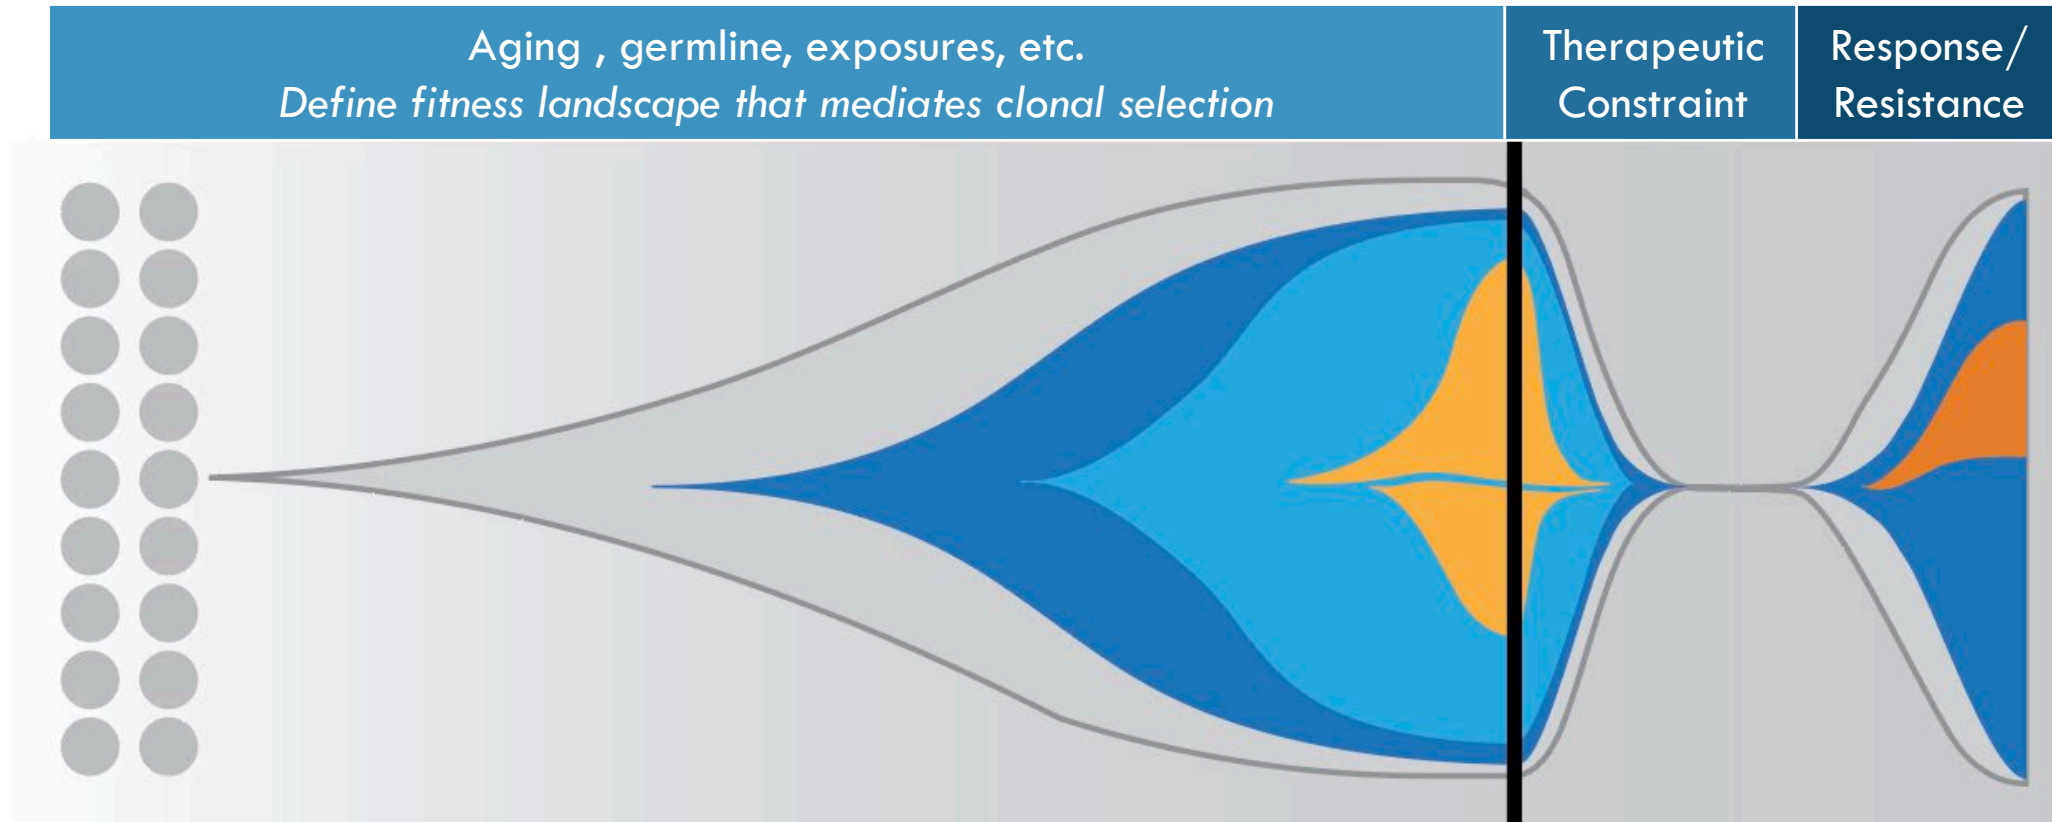 Aging , germline, exposures, etc.
Define fitness landscape that mediates clonal selection
Therapeutic
Constraint
Response/
Resistance